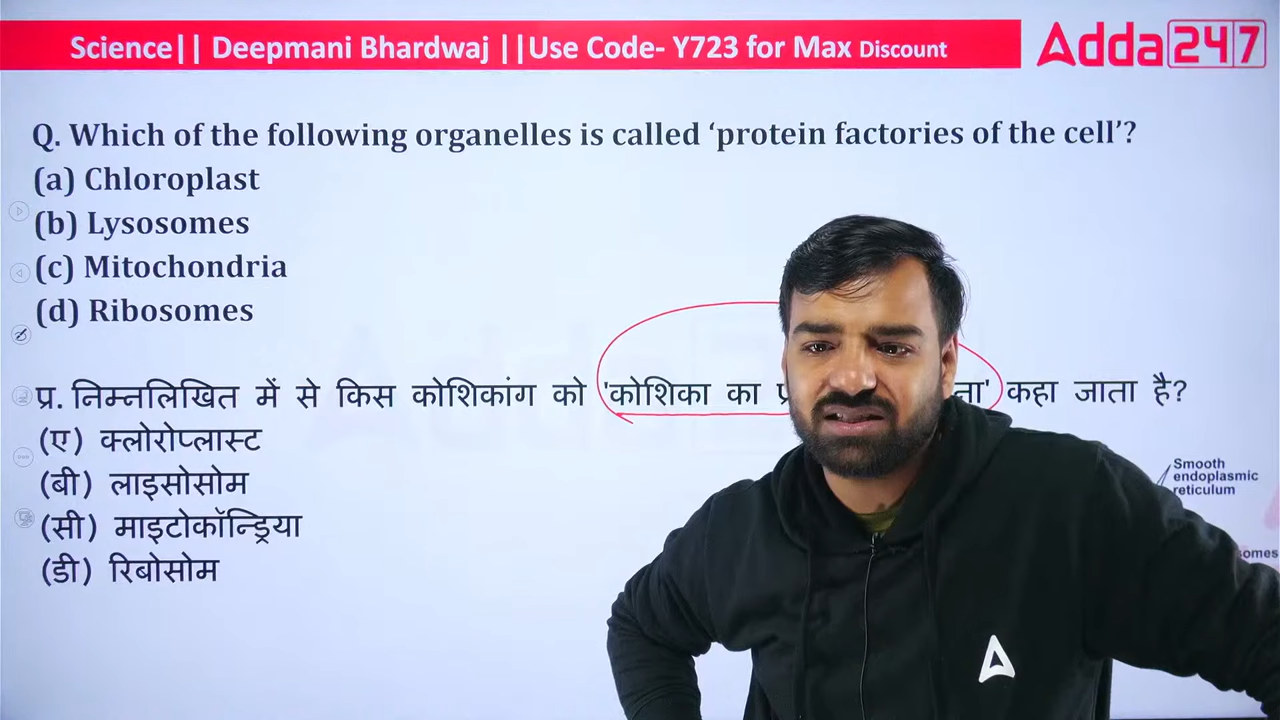 Science|| Deepmani Bhardwaj ||Use Code- Y723 for Max Discount
Adda247
Q. Which of the following organelles is called ‘protein factories of the cell’?
(a) Chloroplast
(b) Lysosomes
(c) Mitochondria
(d) Ribosomes
प्र. निम्नलिखित में से किस कोशिकांग को 'कोशिका का कहा जाता है?
(ए) क्लोरोप्लास्ट
(बी) लाइसोसोम
(सी) माइटोकॉन्ड्रिया
(डी) रिबोसोम
Smooth
endoplasmic
reticulum